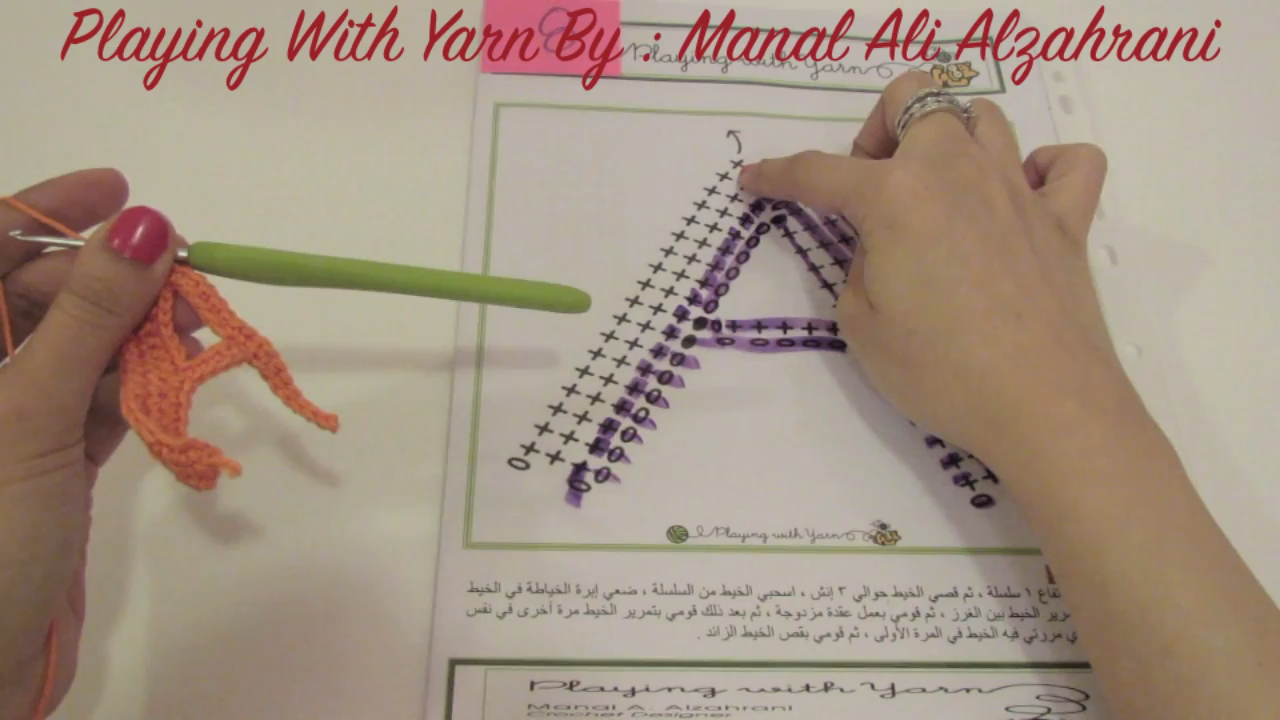 Playing With Yarn By : Manal Ali Alzahrani
Playing with Yarn
Playing with Yarn
تفاع ١ سلسلة ، ثم قصي الخيط حوالي ٣ إنش ، اسحبي الخيط من السلسلة ، ضعي إبرة الخياطة في الخيط
مرير الخيط بين الغرز ، ثم قومي بعمل عقدة مزدوجة ، ثم بعد ذلك قومي بتمرير الخيط مرة أخرى في نفس
ي مررتي فيه الخيط في المرة الأولى ، ثم قومي بقص الخيط الزائد .
Playing with Yarn
Manal A. Alzahrani
Crochet Designer